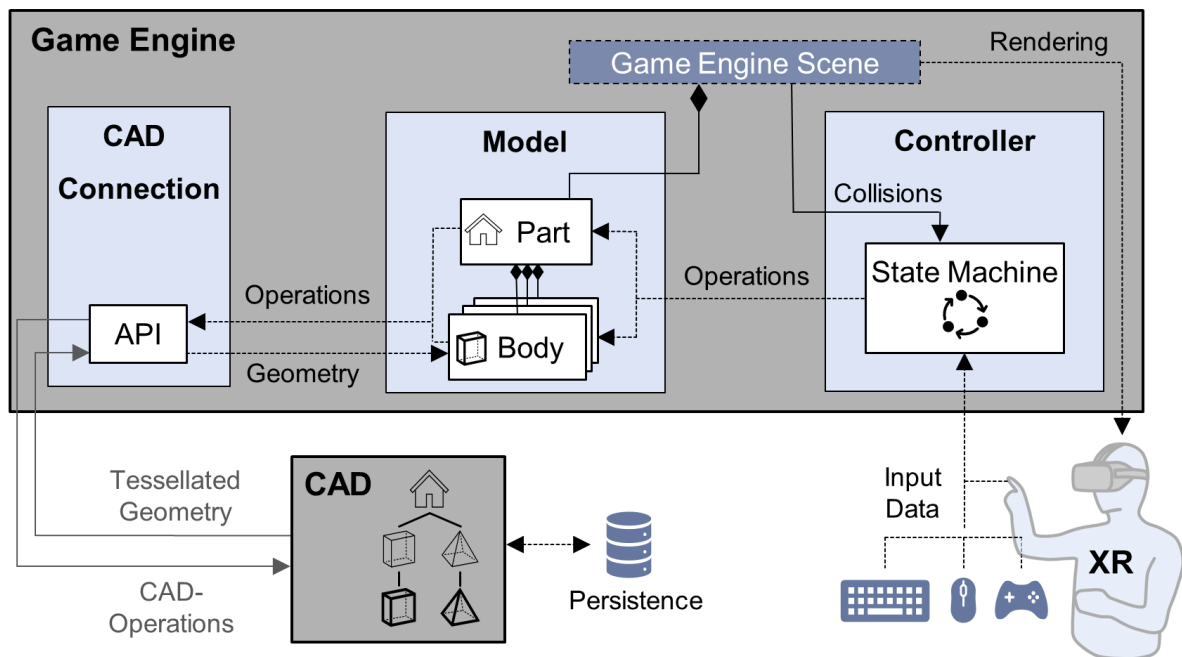 Game Engine
Game Engine Scene
Rendering
CAD
Connection
Model
Controller
Collisions
Part
State Machine
Operations
Operations
API
Body
Geometry
Tessellated
Geometry
CAD
Input
Data
XR
CAD-
Operations
Persistence